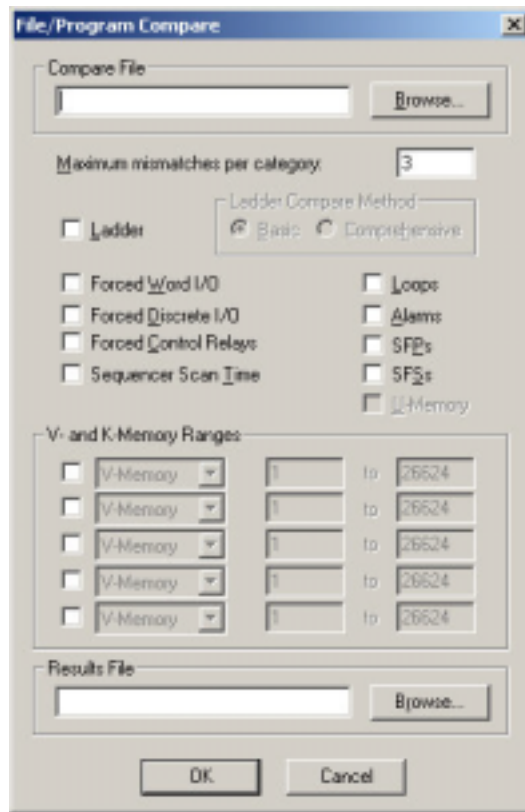 File/Program Compare
Compare File
Browse...
Maximum mismatches per category: 3
Ladder Compare Method
Ladder
Basic
Comprehensive
Forced Word I/O
Loops
Forced Discrete I/O
Alarms
Forced Control Relays
SFPs
Sequencer Scan Time
SFSs
U-Memory
V- and K-Memory Ranges
V-Memory 1 to 26624
V-Memory 1 to 26624
V-Memory 1 to 26624
V-Memory 1 to 26624
V-Memory 1 to 26624
Results File
Browse...
OK
Cancel